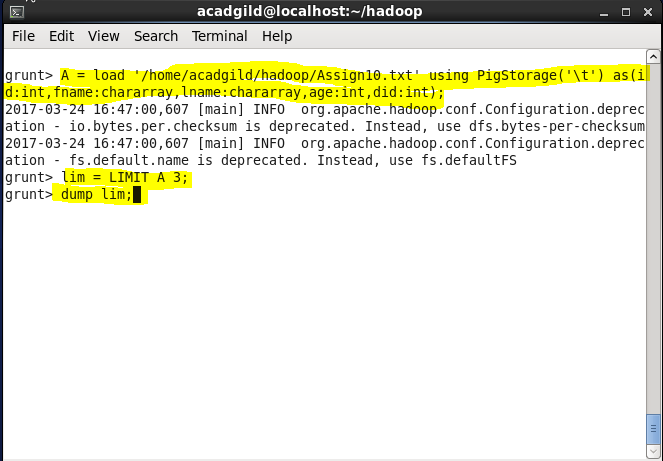 acadgild@localhost:~/hadoop
File Edit View Search Terminal Help
grunt> A = load '/home/acadgild/hadoop/Assign10.txt' using PigStorage('\t') as(i
d:int,fname:chararray,lname:chararray,age:int,did:int);
2017-03-24 16:47:00,607 [main] INFO  org.apache.hadoop.conf.Configuration.deprec
ation - io.bytes.per.checksum is deprecated. Instead, use dfs.bytes-per-checksum
2017-03-24 16:47:00,607 [main] INFO  org.apache.hadoop.conf.Configuration.deprec
ation - fs.default.name is deprecated. Instead, use fs.defaultFS
grunt> lim = LIMIT A 3;
grunt> dump lim;